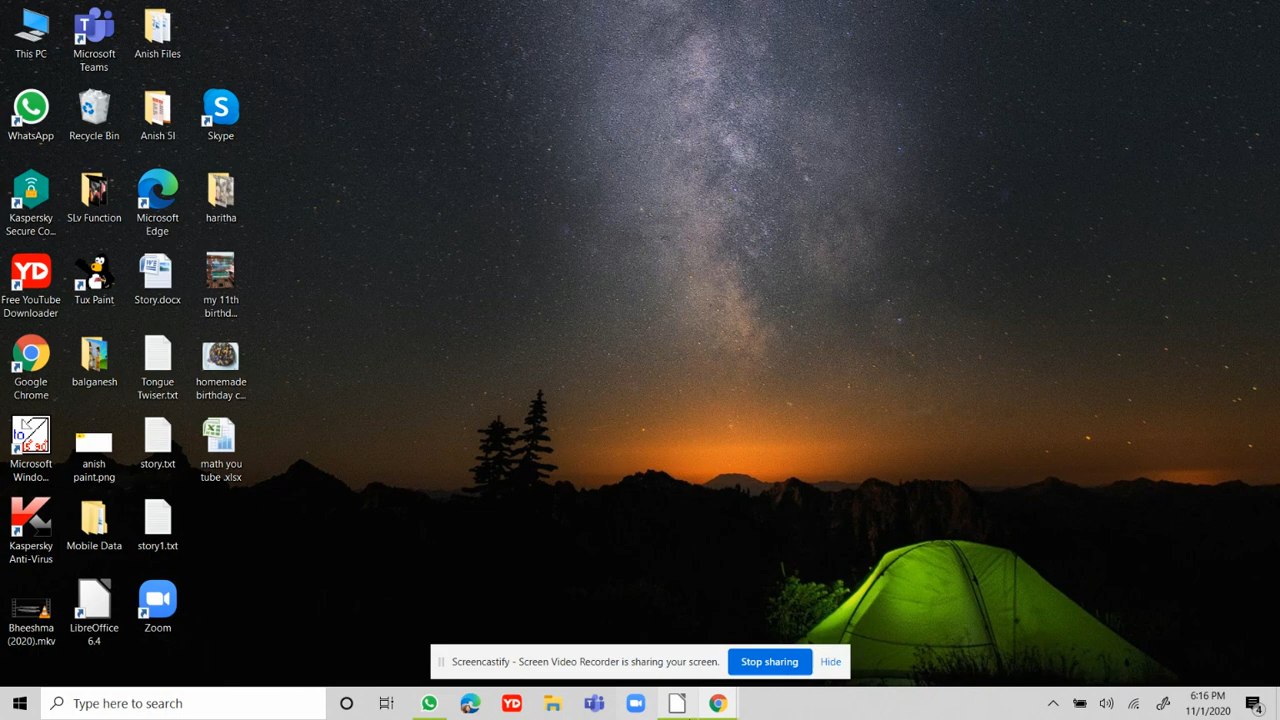 This PC
Microsoft
Teams
Anish Files
WhatsApp
Recycle Bin
Anish 5I
Skype
Kaspersky
Secure Co...
SLv Function
Microsoft
Edge
haritha
YD
Free YouTube
Downloader
Tux Paint
Story.docx
my 11th
birthd...
Google
Chrome
balganesh
Tongue
Twiser.txt
homemade
birthday c...
Microsoft
Windo...
anish
paint.png
story.txt
math you
tube .xlsx
Kaspersky
Anti-Virus
Mobile Data
story1.txt
Bheeshma
(2020).mkv
LibreOffice
6.4
Zoom
Screencastify - Screen Video Recorder is sharing your screen.
Stop sharing
Hide
Type here to search
YD
6:16 PM
11/1/2020
4